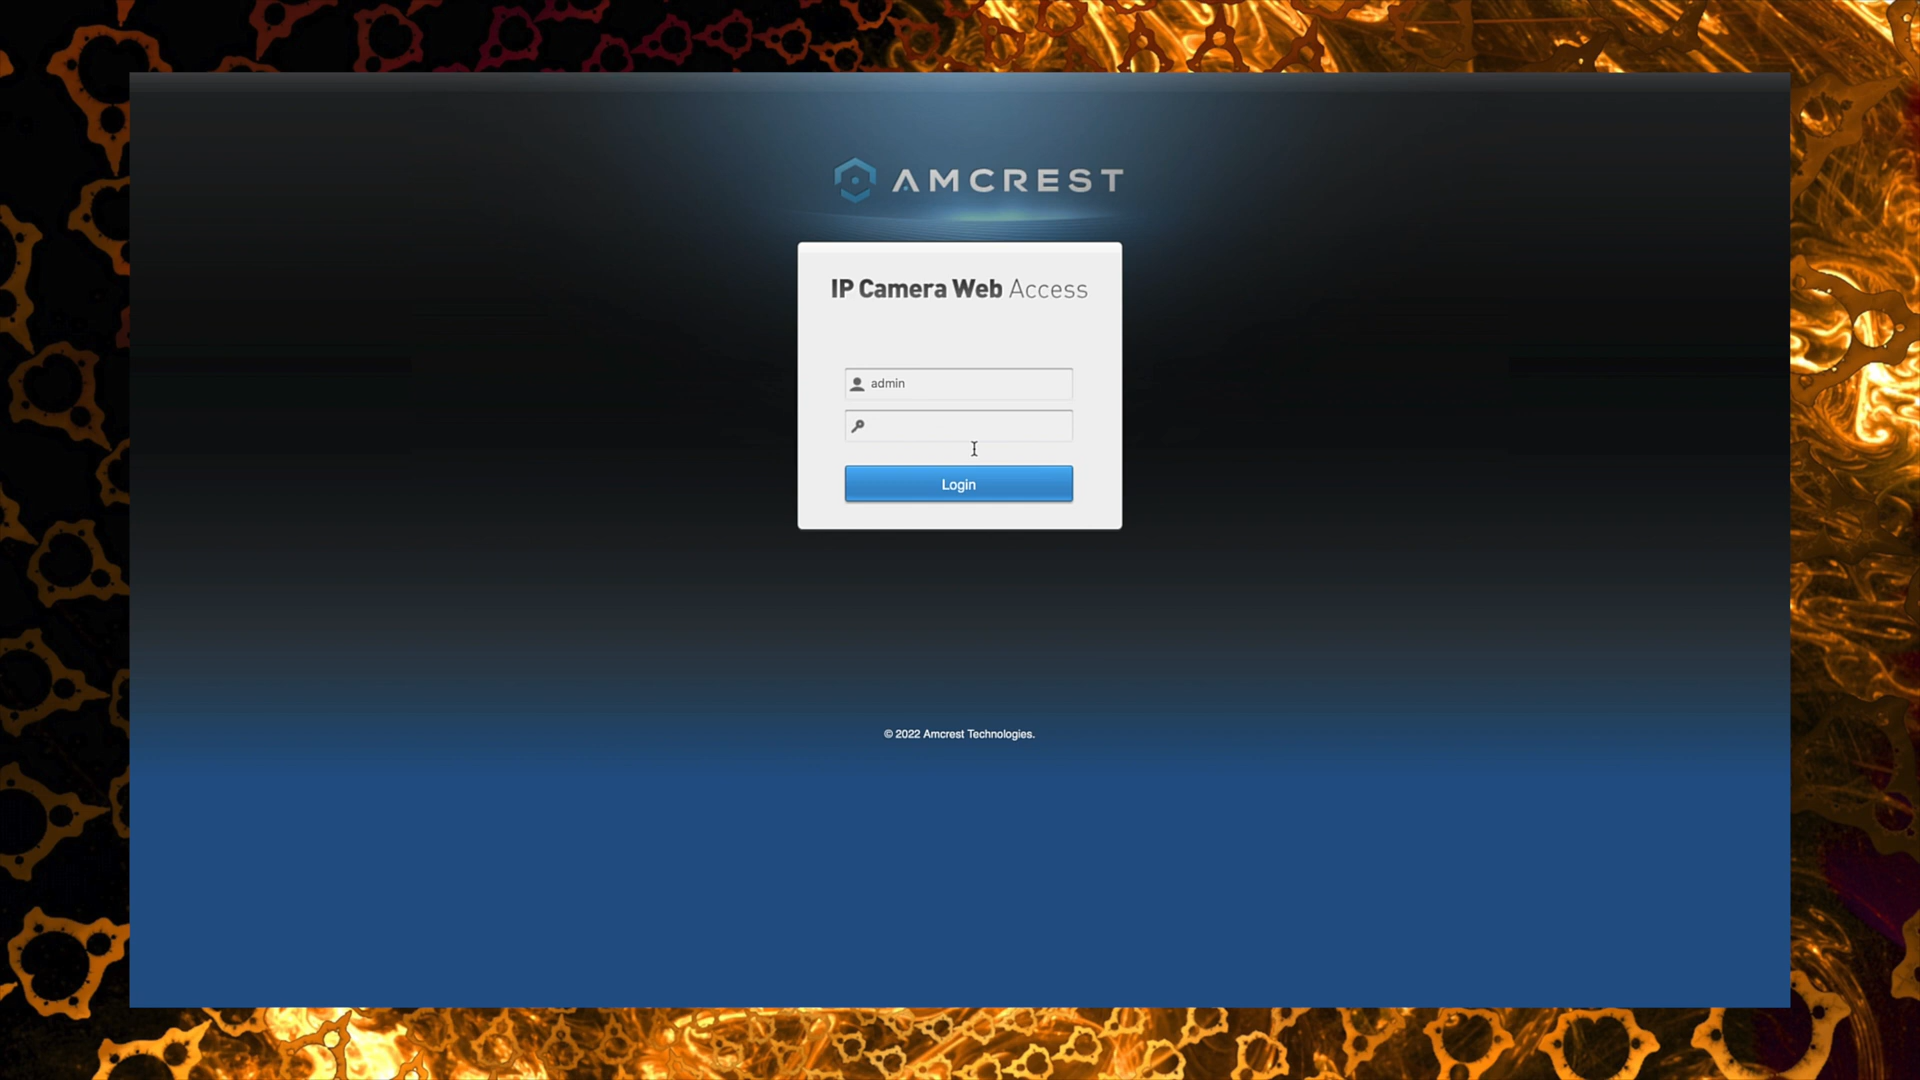 AMCREST
IP Camera Web Access
admin
Login
© 2022 Amcrest Technologies.